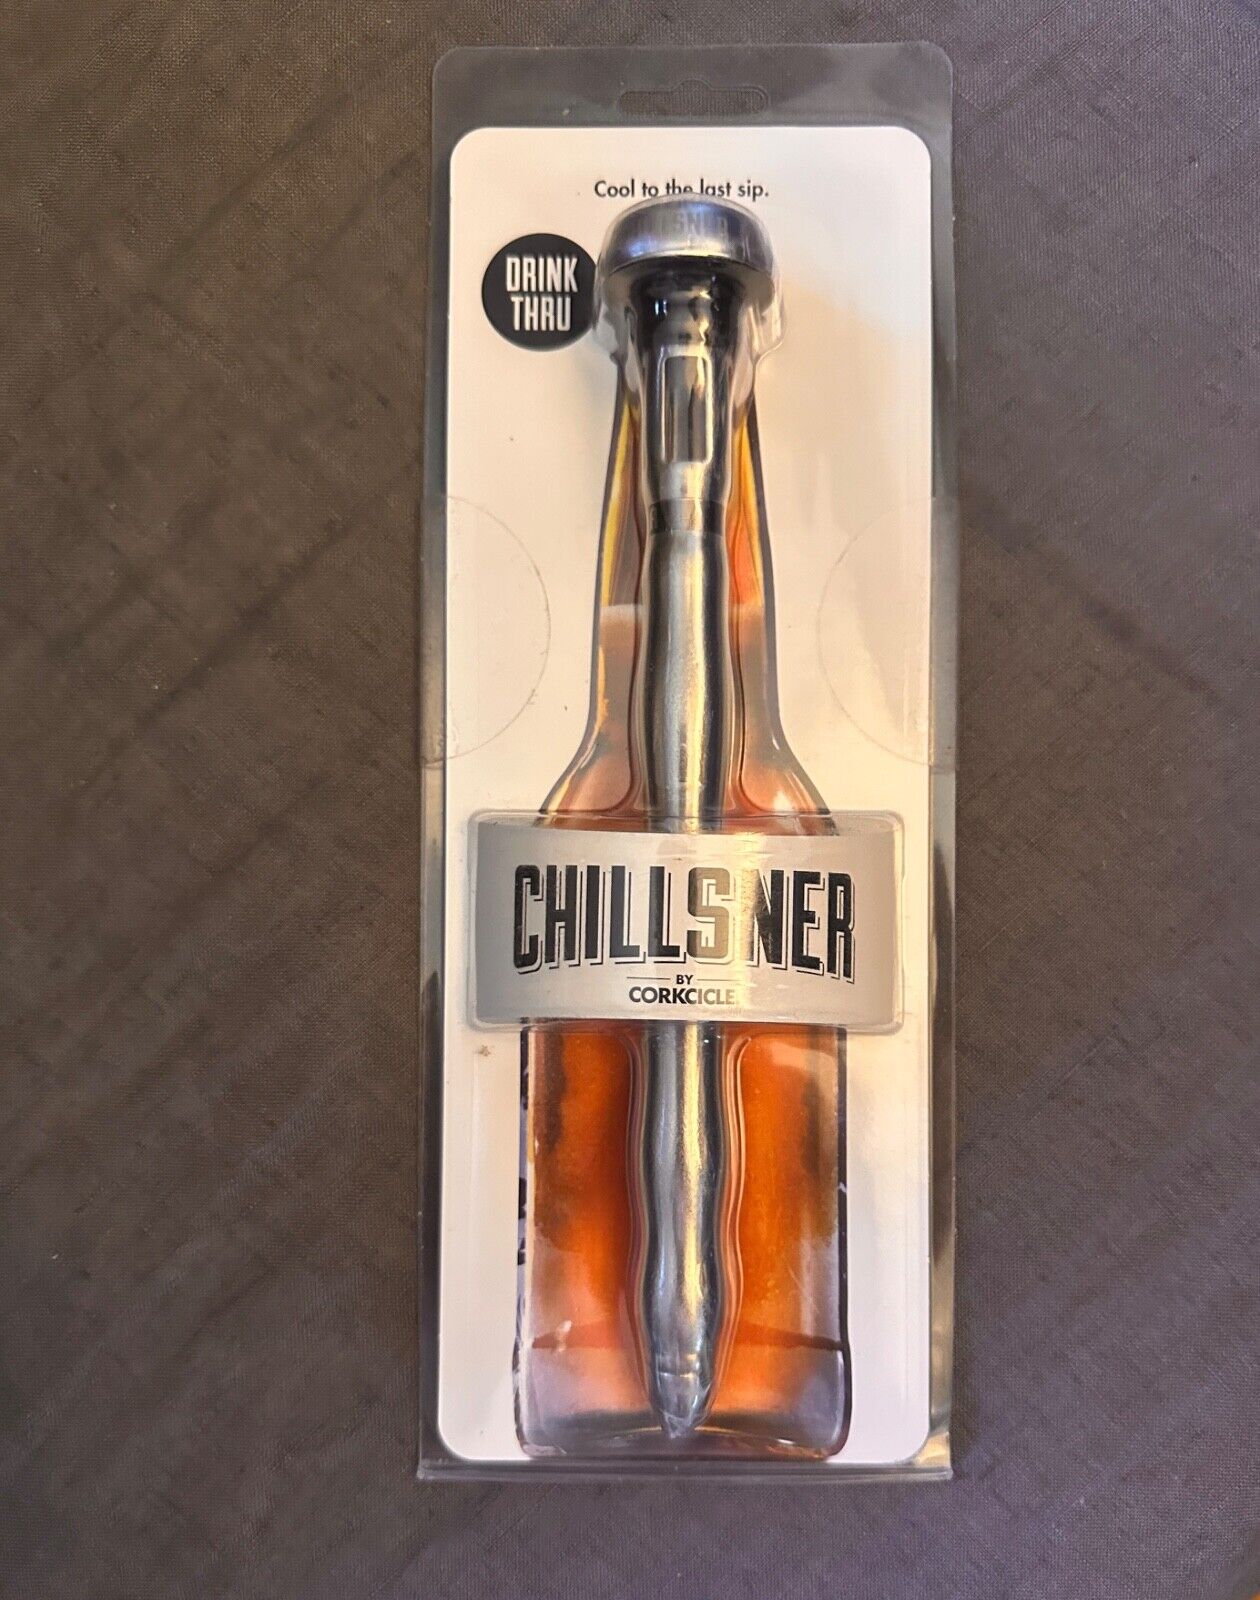 Cool to the last sip.
DRINK
THRU
CHILLSNER
BY
CORKCICLE